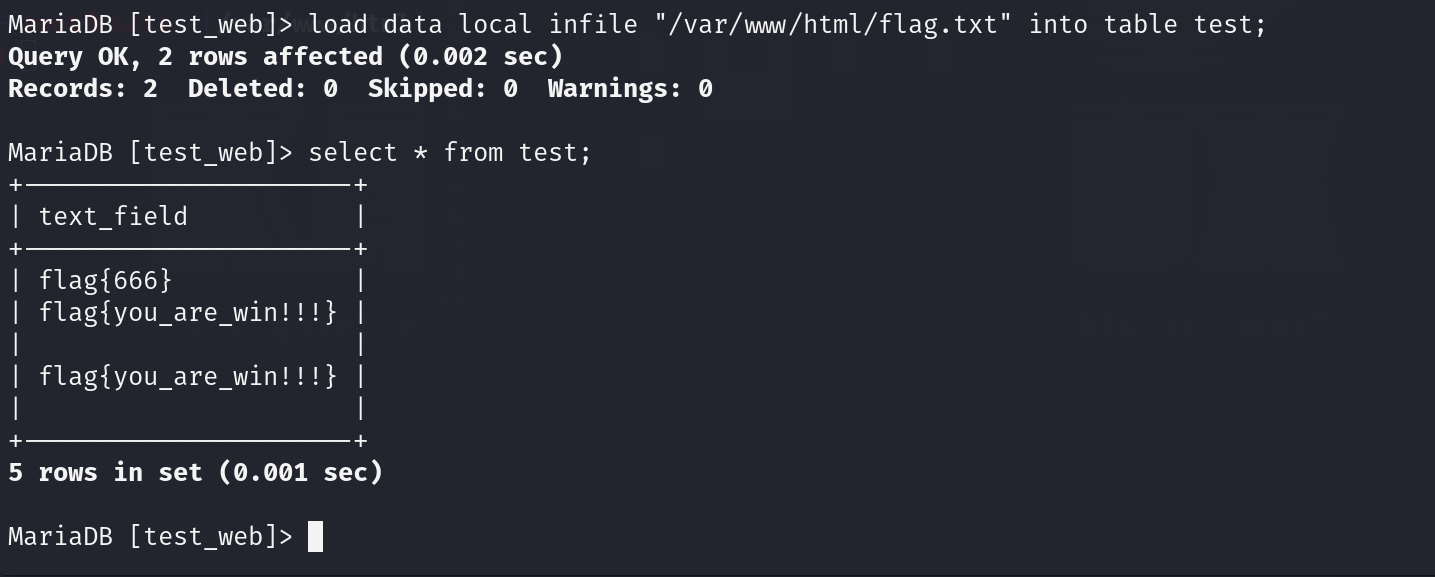 MariaDB [test_web]> load data local infile "/var/www/html/flag.txt" into table test;
Query OK, 2 rows affected (0.002 sec)
Records: 2  Deleted: 0  Skipped: 0  Warnings: 0

MariaDB [test_web]> select * from test;
+----------------------+
| text_field           |
+----------------------+
| flag{666}            |
| flag{you_are_win!!!} |
|                      |
| flag{you_are_win!!!} |
|                      |
+----------------------+
5 rows in set (0.001 sec)

MariaDB [test_web]>